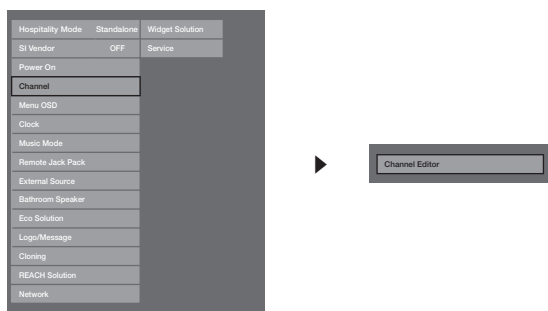 Hospitality Mode Standalone Widget Solution
SI Vendor OFF Service
Power On
Channel
Menu OSD
Clock
Music Mode
Remote Jack Pack
External Source
Bathroom Speaker
Eco Solution
Logo/Message
Cloning
REACH Solution
Network
Channel Editor